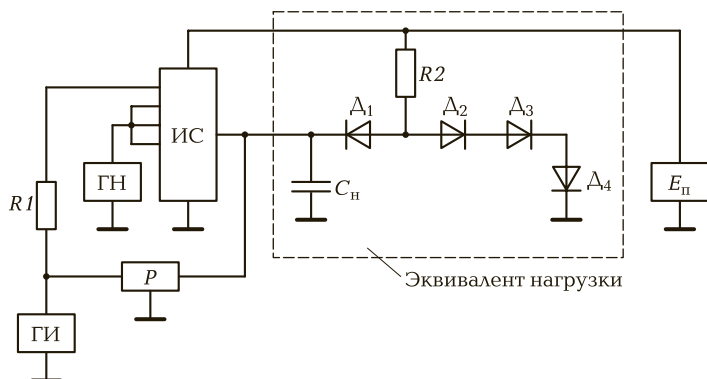 R2
Д1
Д2
Д3
ИС
ГН
Cн
Д4
Eп
R1
P
Эквивалент нагрузки
ГИ